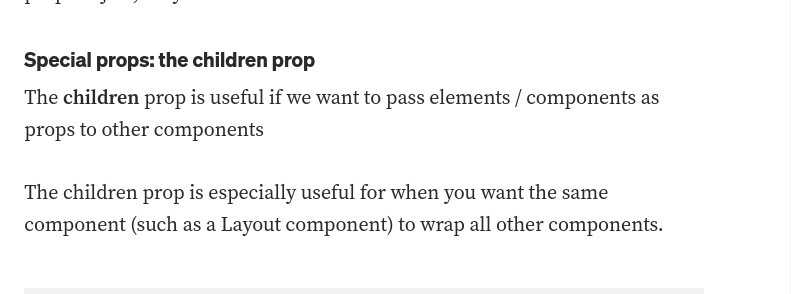 Special props: the children prop
The children prop is useful if we want to pass elements / components as
props to other components
The children prop is especially useful for when you want the same
component (such as a Layout component) to wrap all other components.